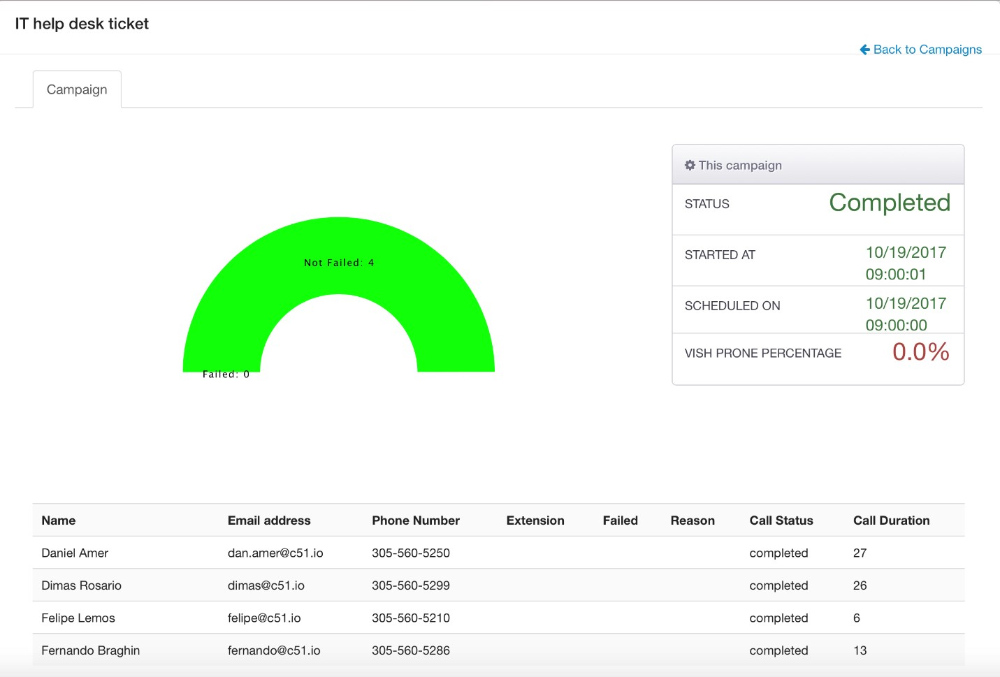 IT help desk ticket
Back to Campaigns
Campaign
Not Failed: 4
Failed: 0
This campaign
STATUS Completed
STARTED AT 10/19/2017
09:00:01
SCHEDULED ON 10/19/2017
09:00:00
VISH PRONE PERCENTAGE 0.0%
Name Email address Phone Number Extension Failed Reason Call Status Call Duration
Daniel Amer dan.amer@c51.io 305-560-5250 completed 27
Dimas Rosario dimas@c51.io 305-560-5299 completed 26
Felipe Lemos felipe@c51.io 305-560-5210 completed 6
Fernando Braghin fernando@c51.io 305-560-5286 completed 13